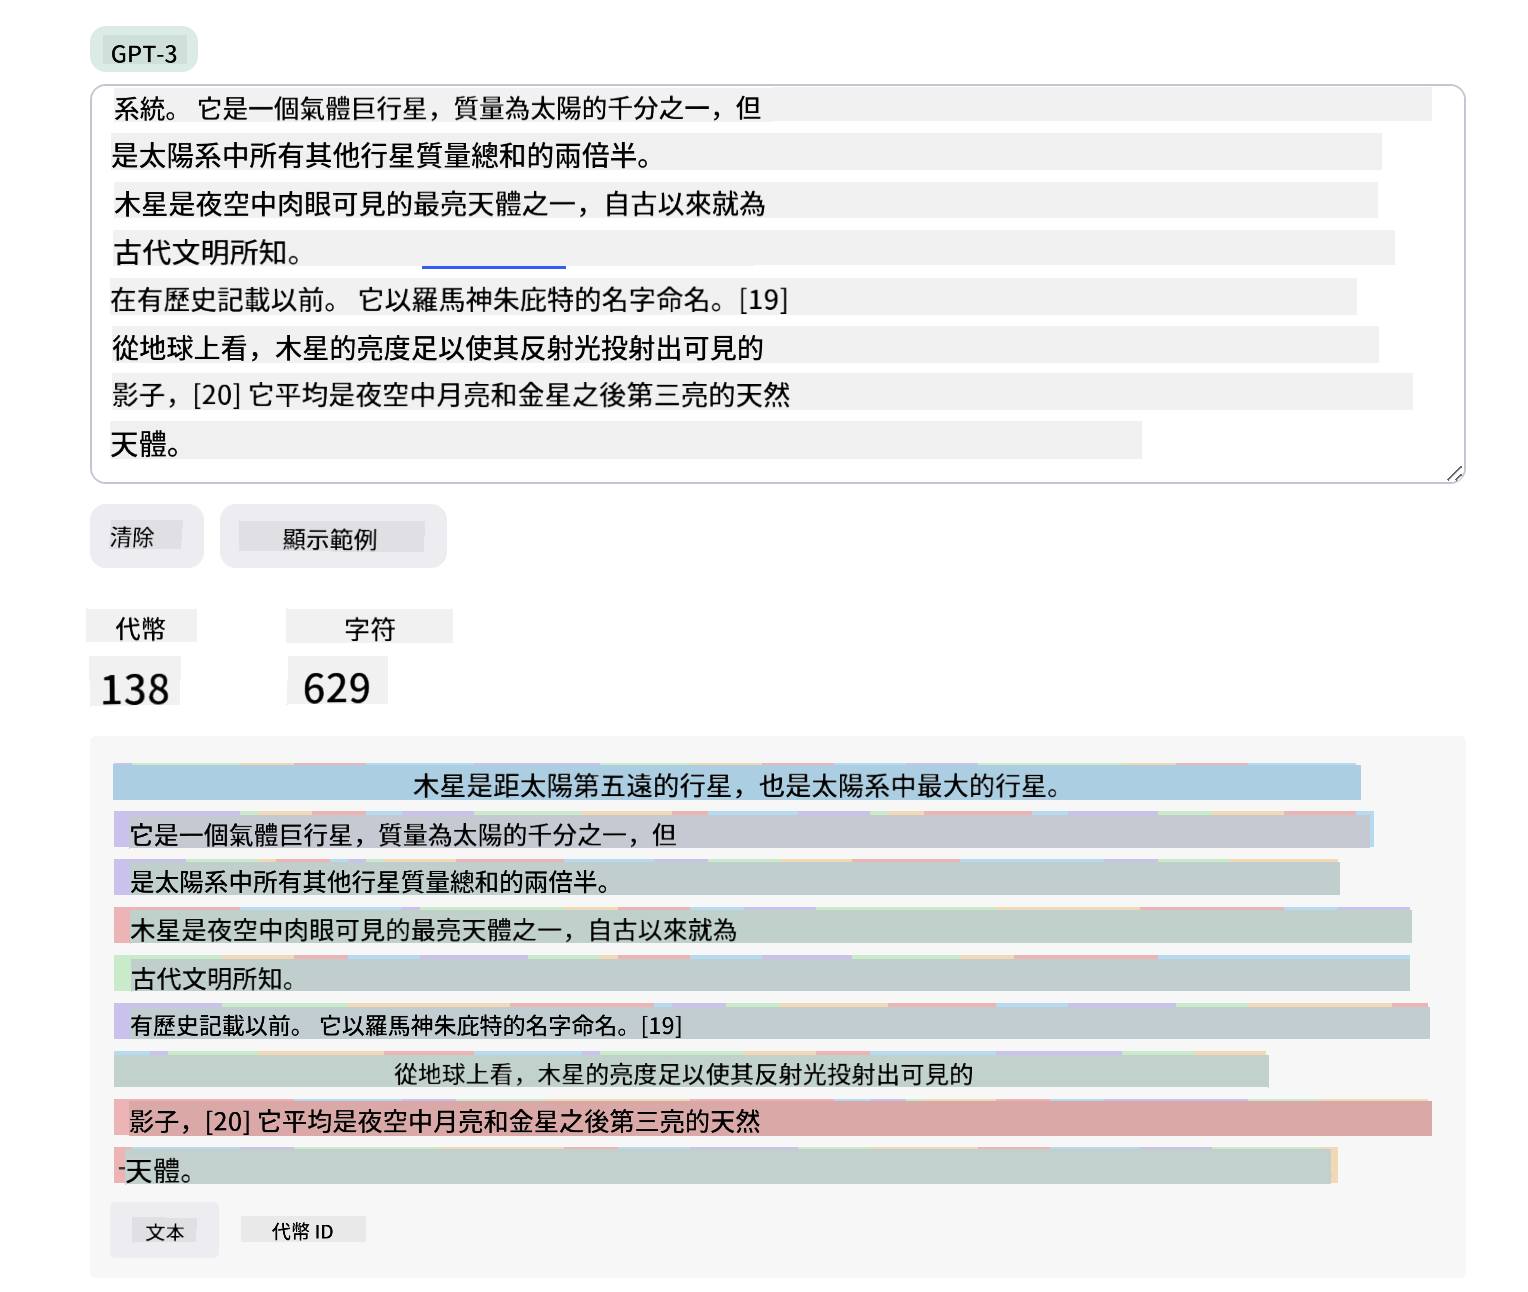 GPT-3
系統。 它是一個氣體巨行星，質量為太陽的千分之一，但
是太陽系中所有其他行星質量總和的兩倍半。
木星是夜空中肉眼可見的最亮天體之一，自古以來就為
古代文明所知。
在有歷史記載以前。 它以羅馬神朱庇特的名字命名。[19]
從地球上看，木星的亮度足以使其反射光投射出可見的
影子，[20] 它平均是夜空中月亮和金星之後第三亮的天然
天體。
清除 顯示範例
代幣 字符
138 629
木星是距太陽第五遠的行星，也是太陽系中最大的行星。
它是一個氣體巨行星，質量為太陽的千分之一，但
是太陽系中所有其他行星質量總和的兩倍半。
木星是夜空中肉眼可見的最亮天體之一，自古以來就為
古代文明所知。
有歷史記載以前。 它以羅馬神朱庇特的名字命名。[19]
從地球上看，木星的亮度足以使其反射光投射出可見的
影子，[20] 它平均是夜空中月亮和金星之後第三亮的天然
-天體。
文本 代幣 ID